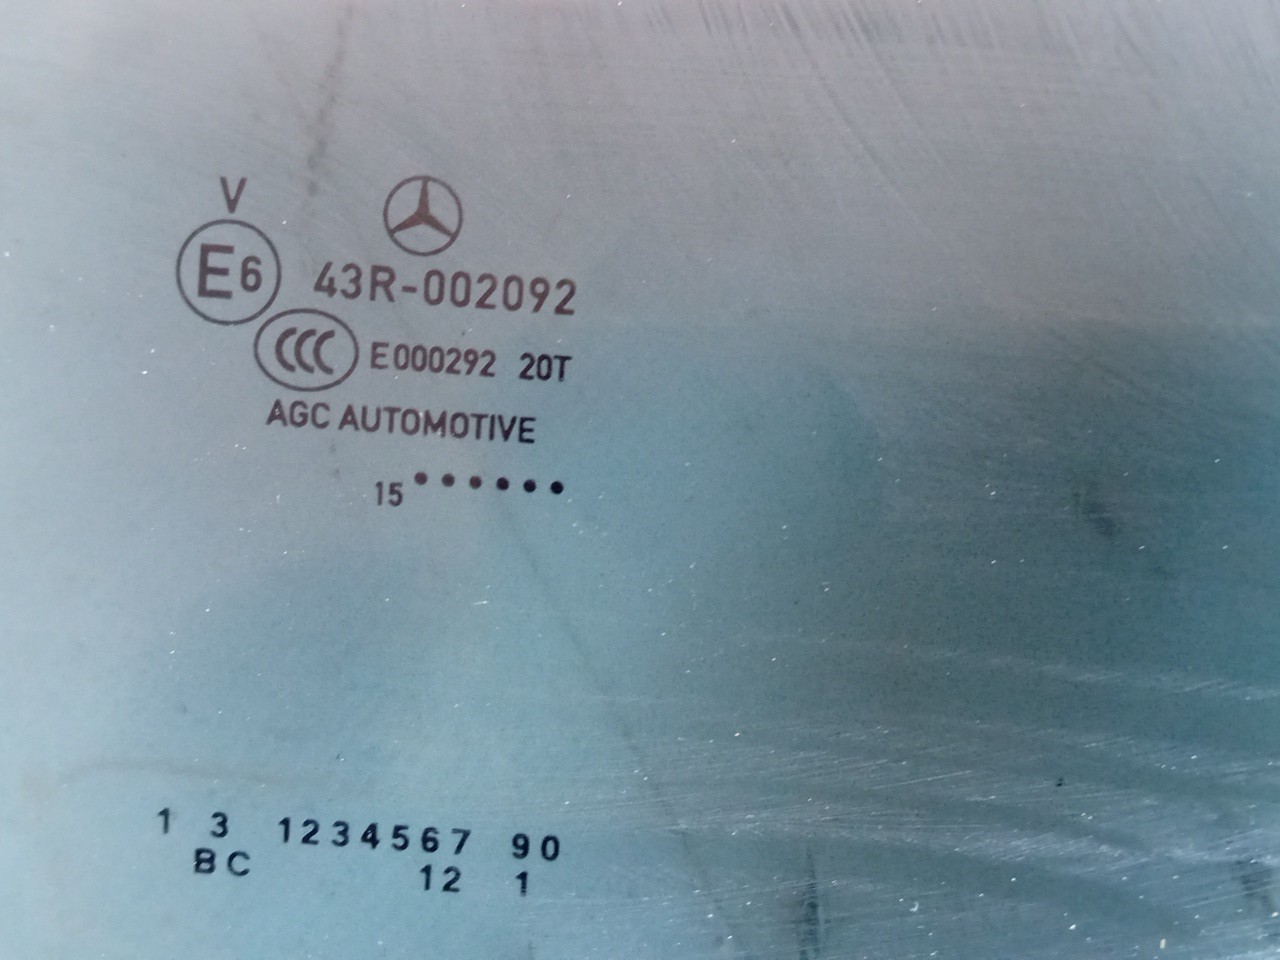 V
E6 43R-002092
CCC E000292 20T
AGC AUTOMOTIVE
15 ••••••
1 3 1234567 90
BC 12 1